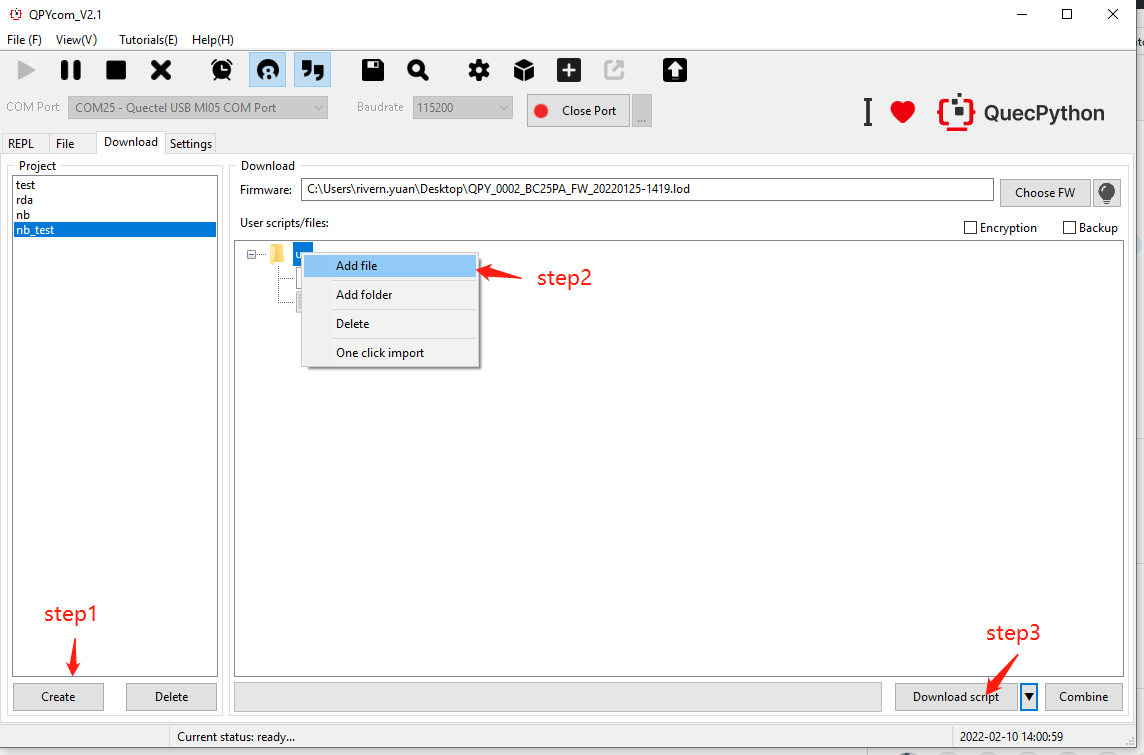 QPYcom_V2.1
File (F) View(V) Tutorials(E) Help(H)
COM Port COM25 - Quectel USB MI05 COM Port Baudrate 115200 Close Port ...
QuecPython
REPL File Download Settings
Project
test
rda
nb
nb_test
Download
Firmware: C:\Users\rivern.yuan\Desktop\QPY_0002_BC25PA_FW_20220125-1419.lod Choose FW
User scripts/files: Encryption Backup
Add file
step2
Add folder
Delete
One click import
step1
step3
Create Delete Download script Combine
Current status: ready... 2022-02-10 14:00:59